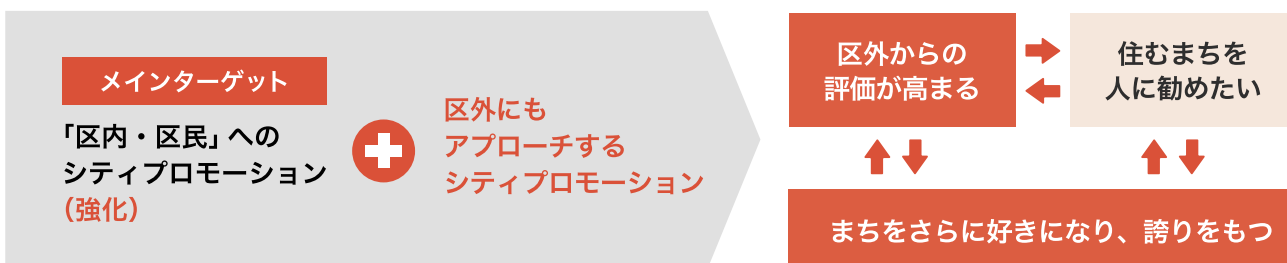 メインターゲット
「区内・区民」への
シティプロモーション
（強化）
区外にも
アプローチする
シティプロモーション
区外からの
評価が高まる
住むまちを
人に勧めたい
まちをさらに好きになり、誇りをもつ